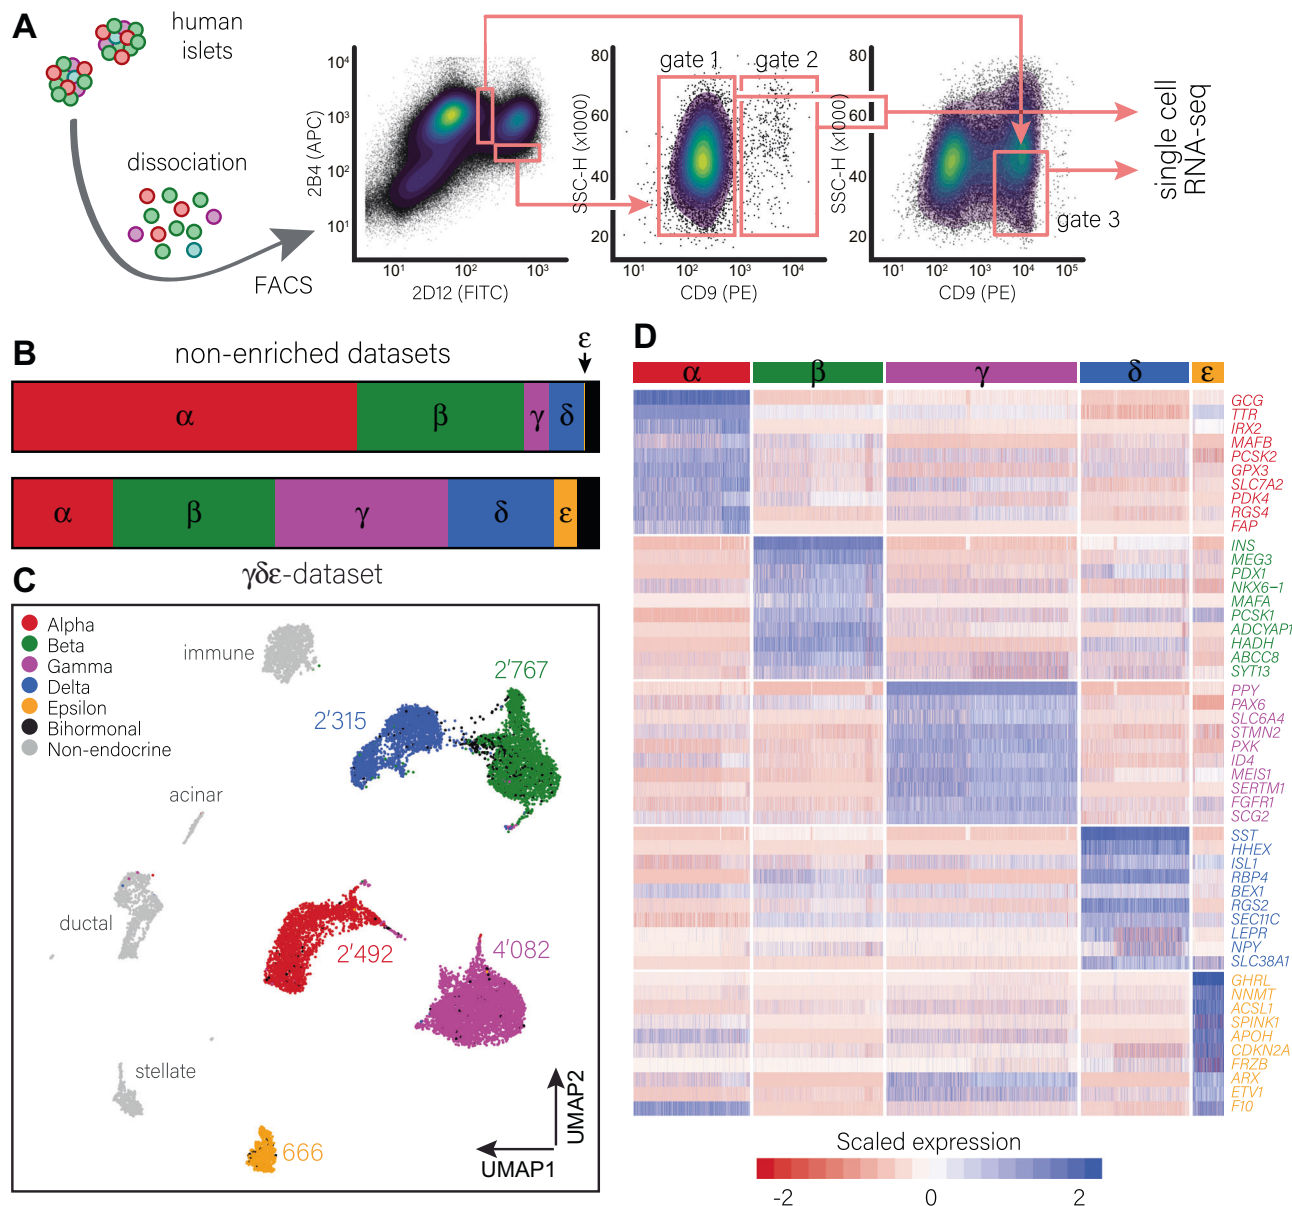 A
human
islets
dissociation
FACS
2B4 (APC)
10⁴
10³
10²
10¹
10¹
10²
10³
2D12 (FITC)
SSC-H (x1000)
80
60
40
20
gate 1
gate 2
10¹
10²
10³
10⁴
CD9 (PE)
SSC-H (x1000)
80
60
40
20
gate 3
10¹
10²
10³
10⁴
10⁵
CD9 (PE)
single cell
RNA-seq
B
non-enriched datasets
ε
α
β
γ
δ
α
β
γ
δ
ε
γδε-dataset
C
Alpha
Beta
Gamma
Delta
Epsilon
Bihormonal
Non-endocrine
immune
2'767
2'315
acinar
ductal
2'492
4'082
stellate
666
UMAP1
UMAP2
D
α
β
γ
δ
ε
GCG
TTR
IRX2
MAFB
PCSK2
GPX3
SLC7A2
PDK4
RGS4
FAP
INS
MEG3
PDX1
NKX6-1
MAFA
PCSK1
ADCYAP1
HADH
ABCC8
SYT13
PPY
PAX6
SLC6A4
STMN2
PXK
ID4
MEIS1
SERTM1
FGFR1
SCG2
SST
HHEX
ISL1
RBP4
BEX1
RGS2
SEC11C
LEPR
NPY
SLC38A1
GHRL
NNMT
ACSL1
SPINK1
APOH
CDKN2A
FRZB
ARX
ETV1
F10
Scaled expression
-2
0
2